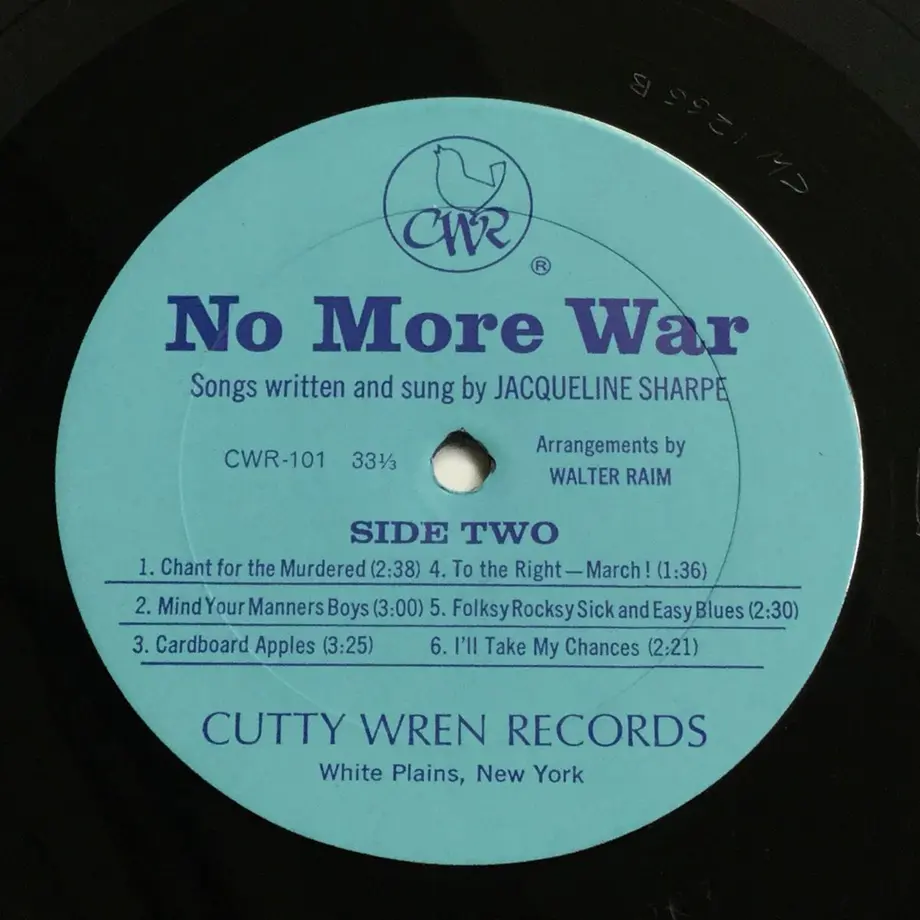 CW 1255 B
CWR
®
No More War
Songs written and sung by JACQUELINE SHARPE
CWR-101 33⅓
Arrangements by
WALTER RAIM
SIDE TWO
1. Chant for the Murdered (2:38) 4. To the Right—March! (1:36)
2. Mind Your Manners Boys (3:00) 5. Folksy Rocksy Sick and Easy Blues (2:30)
3. Cardboard Apples (3:25) 6. I'll Take My Chances (2:21)
CUTTY WREN RECORDS
White Plains, New York